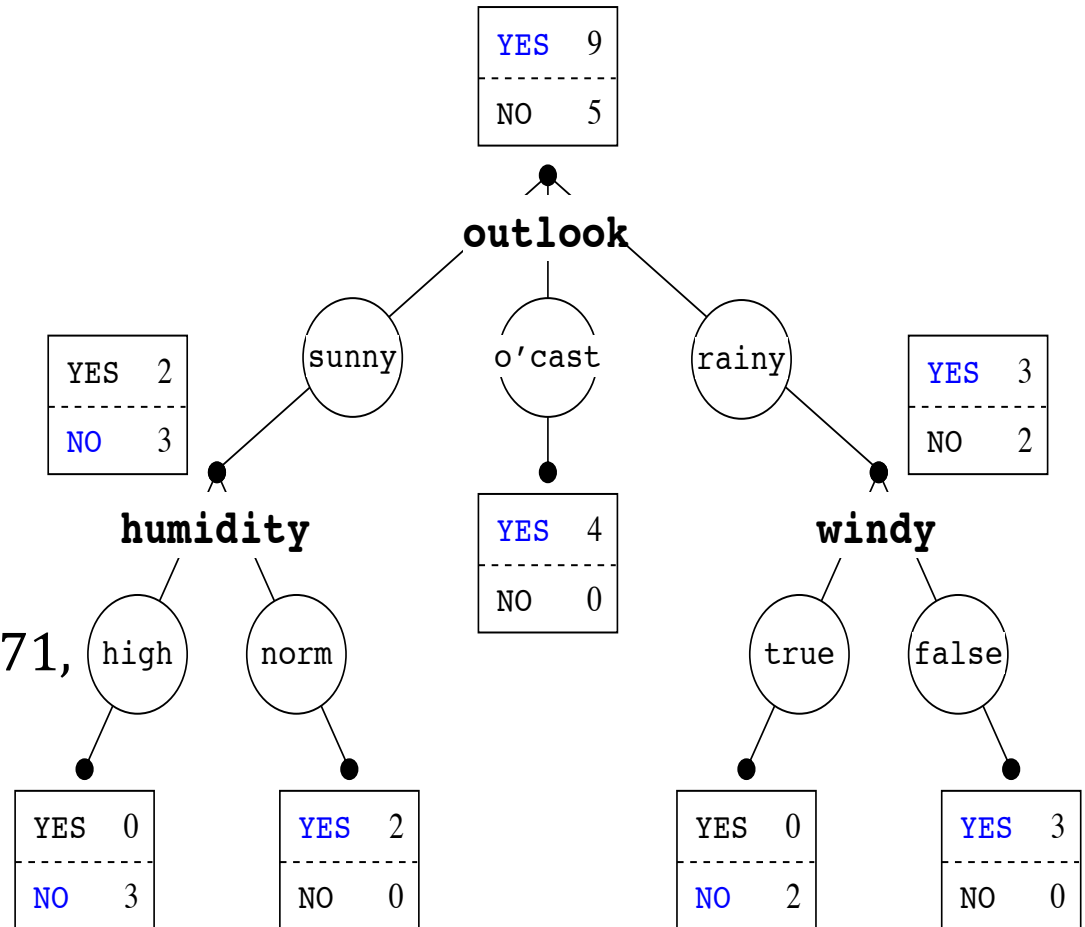 YES 9
NO 5
outlook
sunny
o'cast
rainy
YES 2
NO 3
YES 3
NO 2
humidity
YES 4
NO 0
windy
71,
high
norm
true
false
YES 0
NO 3
YES 2
NO 0
YES 0
NO 2
YES 3
NO 0